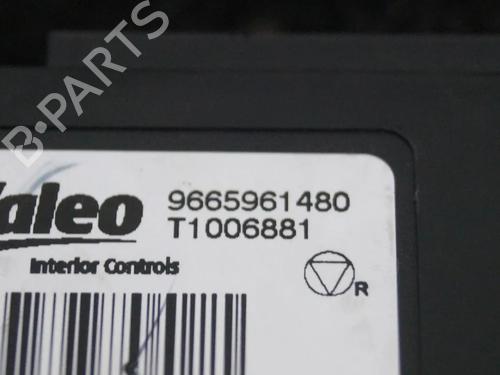 B·PARTS
Valeo
9665961480
T1006881
Interior Controls
R